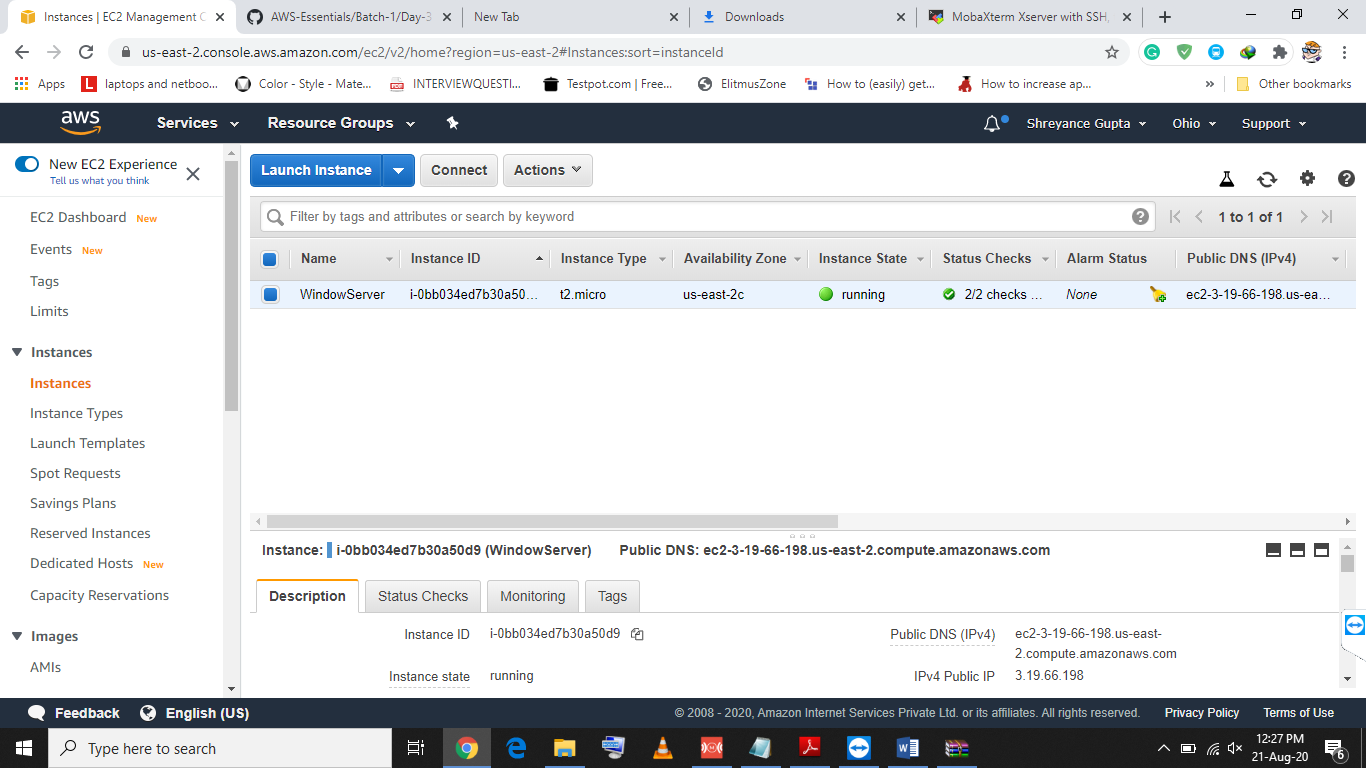 Instances | EC2 Management C
AWS-Essentials/Batch-1/Day-3
New Tab
Downloads
MobaXterm Xserver with SSH,
us-east-2.console.aws.amazon.com/ec2/v2/home?region=us-east-2#Instances:sort=instanceId
Apps
laptops and netboo...
Color - Style - Mate...
INTERVIEWQUESTI...
Testpot.com | Free...
ElitmusZone
How to (easily) get...
How to increase ap...
»
Other bookmarks
aws
Services
Resource Groups
Shreyance Gupta
Ohio
Support
New EC2 Experience
Tell us what you think
EC2 Dashboard New
Events New
Tags
Limits
Instances
Instances
Instance Types
Launch Templates
Spot Requests
Savings Plans
Reserved Instances
Dedicated Hosts New
Capacity Reservations
Images
AMIs
Launch Instance
Connect
Actions
Filter by tags and attributes or search by keyword
1 to 1 of 1
Name Instance ID Instance Type Availability Zone Instance State Status Checks Alarm Status Public DNS (IPv4)
WindowServer i-0bb034ed7b30a50... t2.micro us-east-2c running 2/2 checks ... None ec2-3-19-66-198.us-ea...
Instance: i-0bb034ed7b30a50d9 (WindowServer) Public DNS: ec2-3-19-66-198.us-east-2.compute.amazonaws.com
Description Status Checks Monitoring Tags
Instance ID i-0bb034ed7b30a50d9
Public DNS (IPv4) ec2-3-19-66-198.us-east-
2.compute.amazonaws.com
Instance state running
IPv4 Public IP 3.19.66.198
Feedback
English (US)
© 2008 - 2020, Amazon Internet Services Private Ltd. or its affiliates. All rights reserved.
Privacy Policy
Terms of Use
Type here to search
12:27 PM
21-Aug-20
6